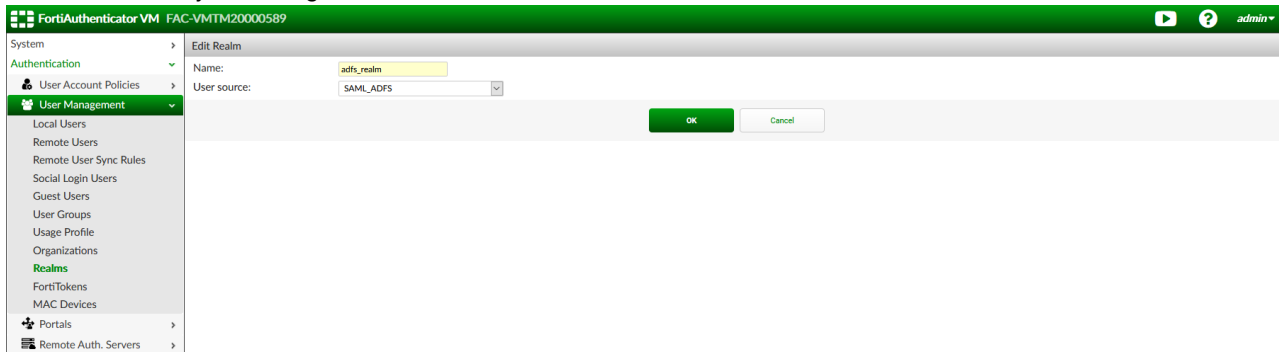 FortiAuthenticator VM FAC-VMTM20000589
admin
System
Authentication
User Account Policies
User Management
Local Users
Remote Users
Remote User Sync Rules
Social Login Users
Guest Users
User Groups
Usage Profile
Organizations
Realms
FortiTokens
MAC Devices
Portals
Remote Auth. Servers
Edit Realm
Name: adfs_realm
User source: SAML_ADFS
OK Cancel